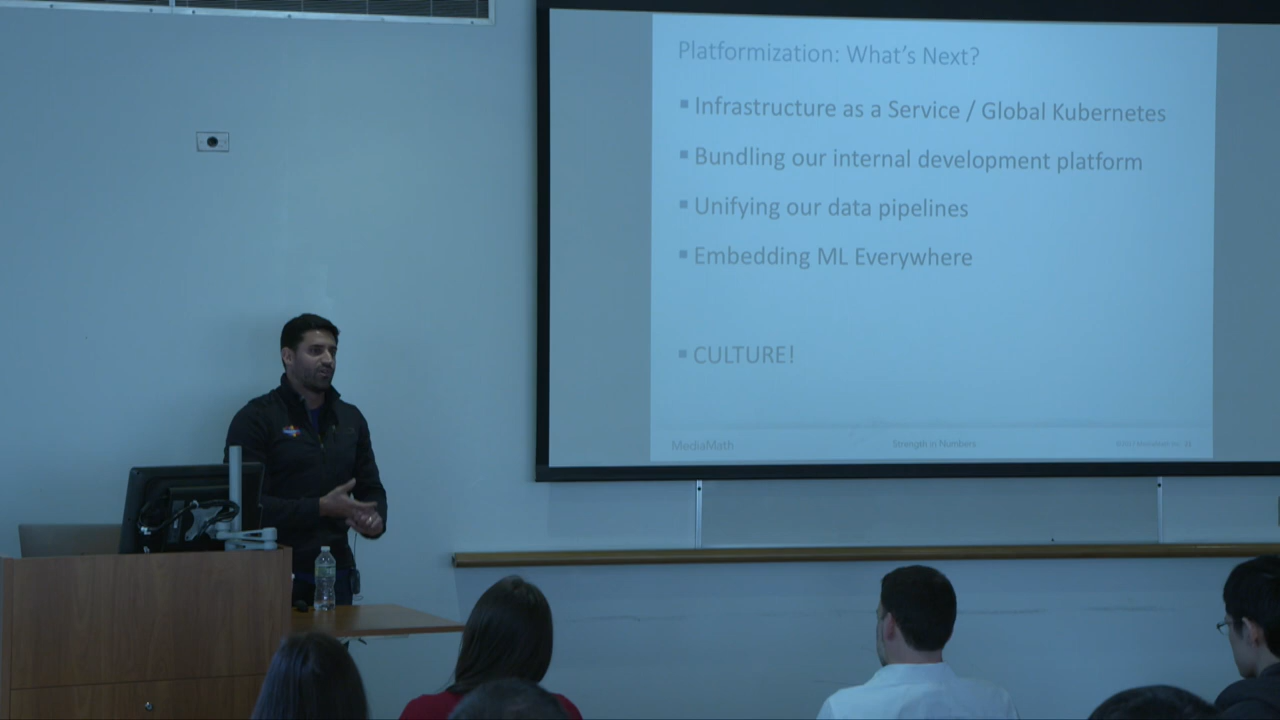 Platformization: What's Next?
▪ Infrastructure as a Service / Global Kubernetes
▪ Bundling our internal development platform
▪ Unifying our data pipelines
▪ Embedding ML Everywhere
▪ CULTURE!
MediaMath
Strength in Numbers